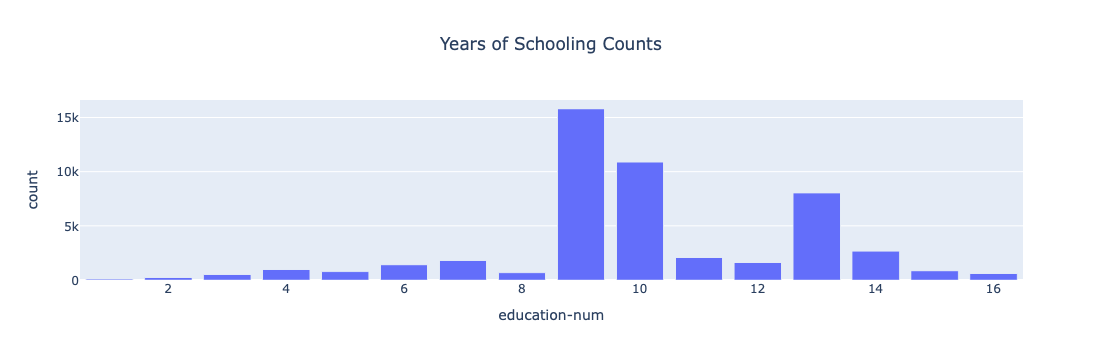 Years of Schooling Counts
15k
10k
5k
0
count
2 4 6 8 10 12 14 16
education-num